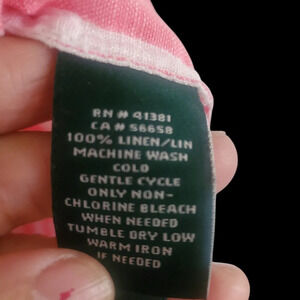 RN # 41381
CA # 56658
100% LINEN/LIN
MACHINE WASH
COLD
GENTLE CYCLE
ONLY NON-
CHLORINE BLEACH
WHEN NEEDED
TUMBLE DRY LOW
WARM IRON
IF NEEDED